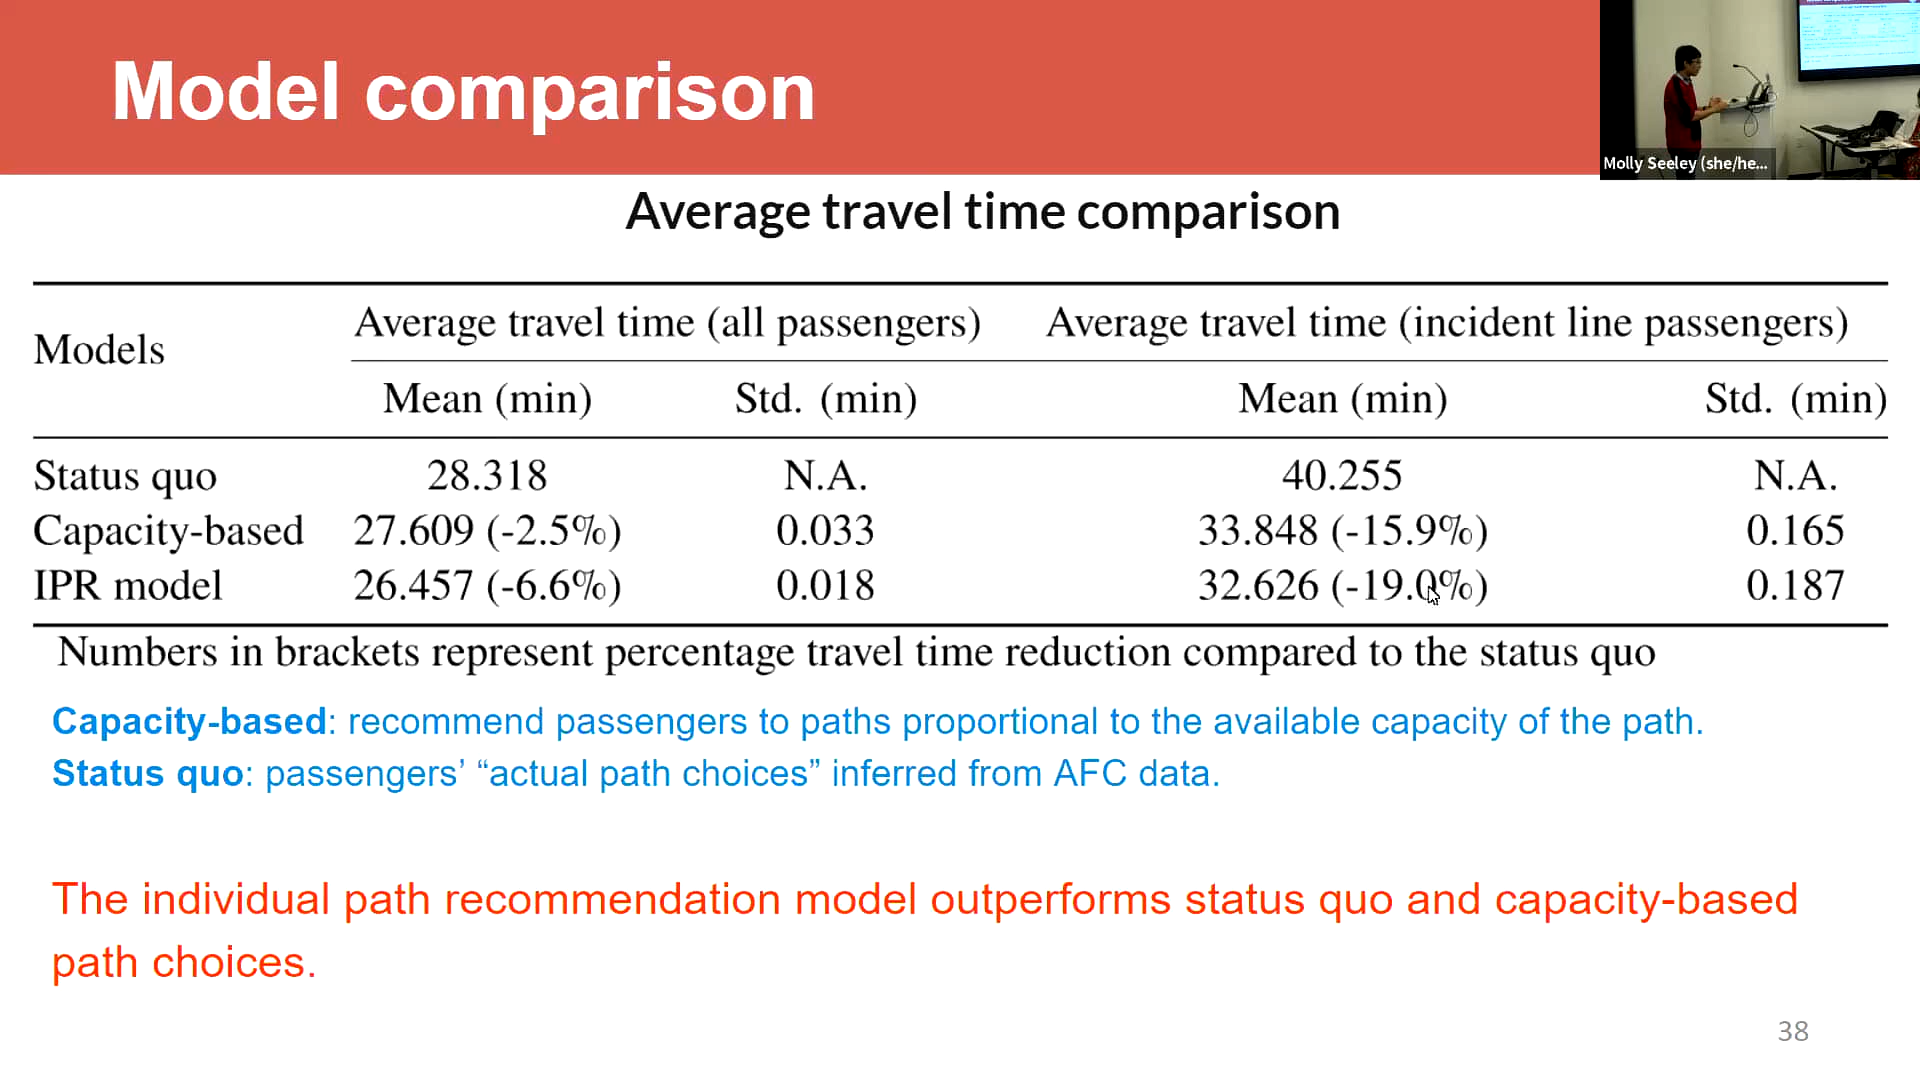 Model comparison
Molly Seeley (she/he...
Average travel time comparison
Models
Average travel time (all passengers) Average travel time (incident line passengers)
Mean (min) Std. (min) Mean (min) Std. (min)
Status quo 28.318 N.A. 40.255 N.A.
Capacity-based 27.609 (-2.5%) 0.033 33.848 (-15.9%) 0.165
IPR model 26.457 (-6.6%) 0.018 32.626 (-19.0%) 0.187
Numbers in brackets represent percentage travel time reduction compared to the status quo
Capacity-based: recommend passengers to paths proportional to the available capacity of the path.
Status quo: passengers’ “actual path choices” inferred from AFC data.
The individual path recommendation model outperforms status quo and capacity-based
path choices.
38